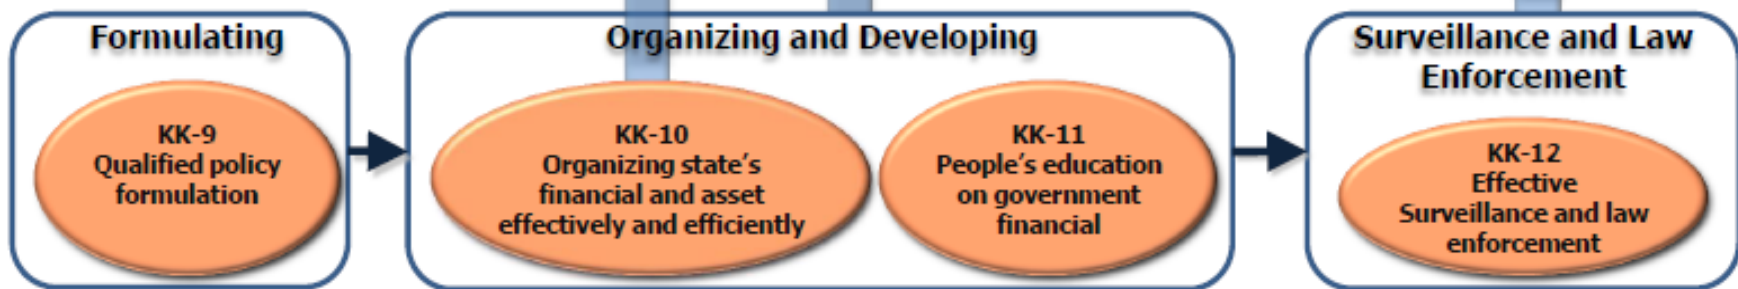 Formulating
KK-9
Qualified policy
formulation
Organizing and Developing
KK-10
Organizing state's
financial and asset
effectively and efficiently
KK-11
People's education
on government
financial
Surveillance and Law
Enforcement
KK-12
Effective
Surveillance and law
enforcement